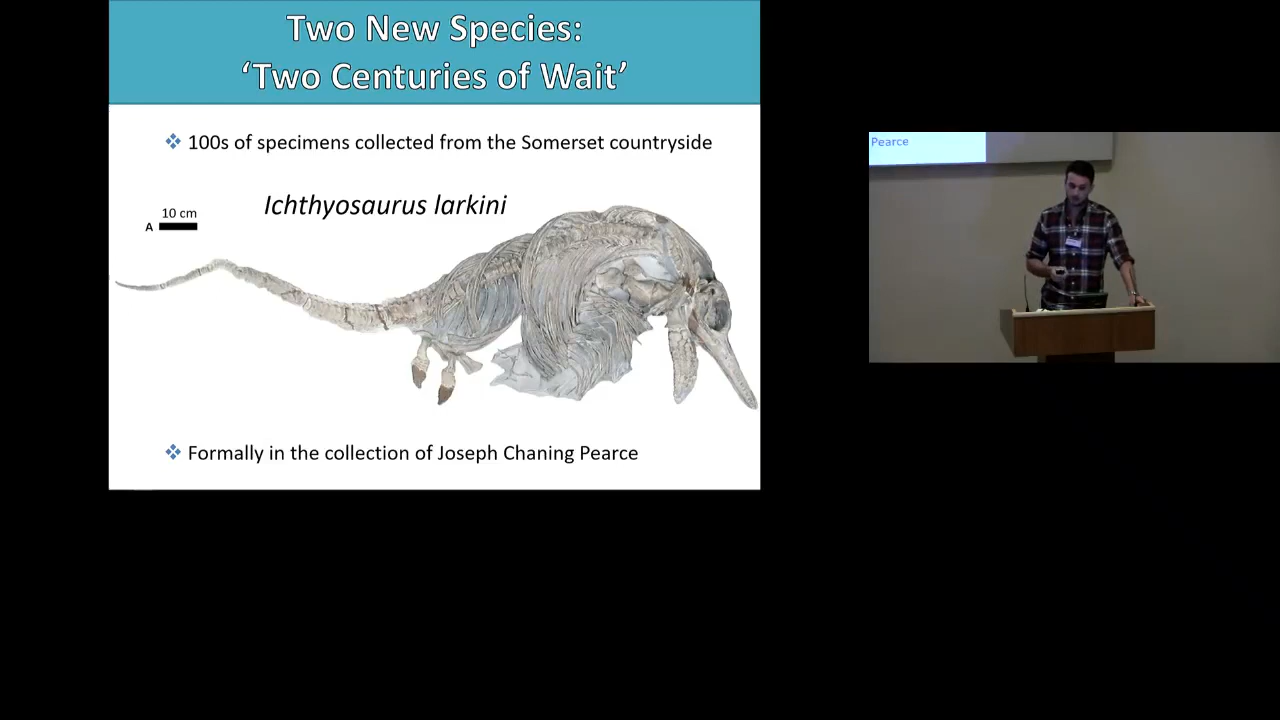 Two New Species:
‘Two Centuries of Wait’
❖ 100s of specimens collected from the Somerset countryside
Ichthyosaurus larkini
10 cm
A
❖ Formally in the collection of Joseph Chaning Pearce
Pearce